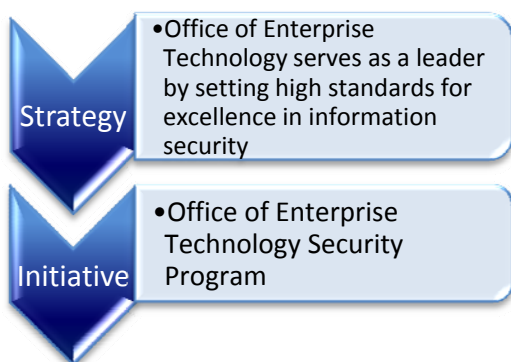 Strategy
•Office of Enterprise
Technology serves as a leader
by setting high standards for
excellence in information
security
Initiative
•Office of Enterprise
Technology Security
Program